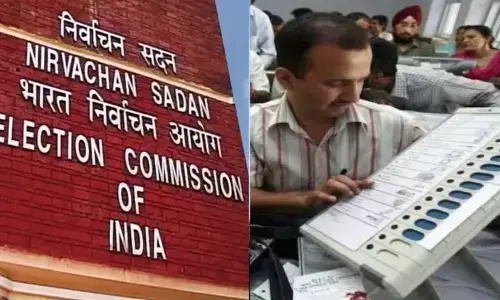 निर्वाचन सदन
NIRVACHAN SADAN
भारत निर्वाचन आयोग
ELECTION COMMISSION
OF
INDIA